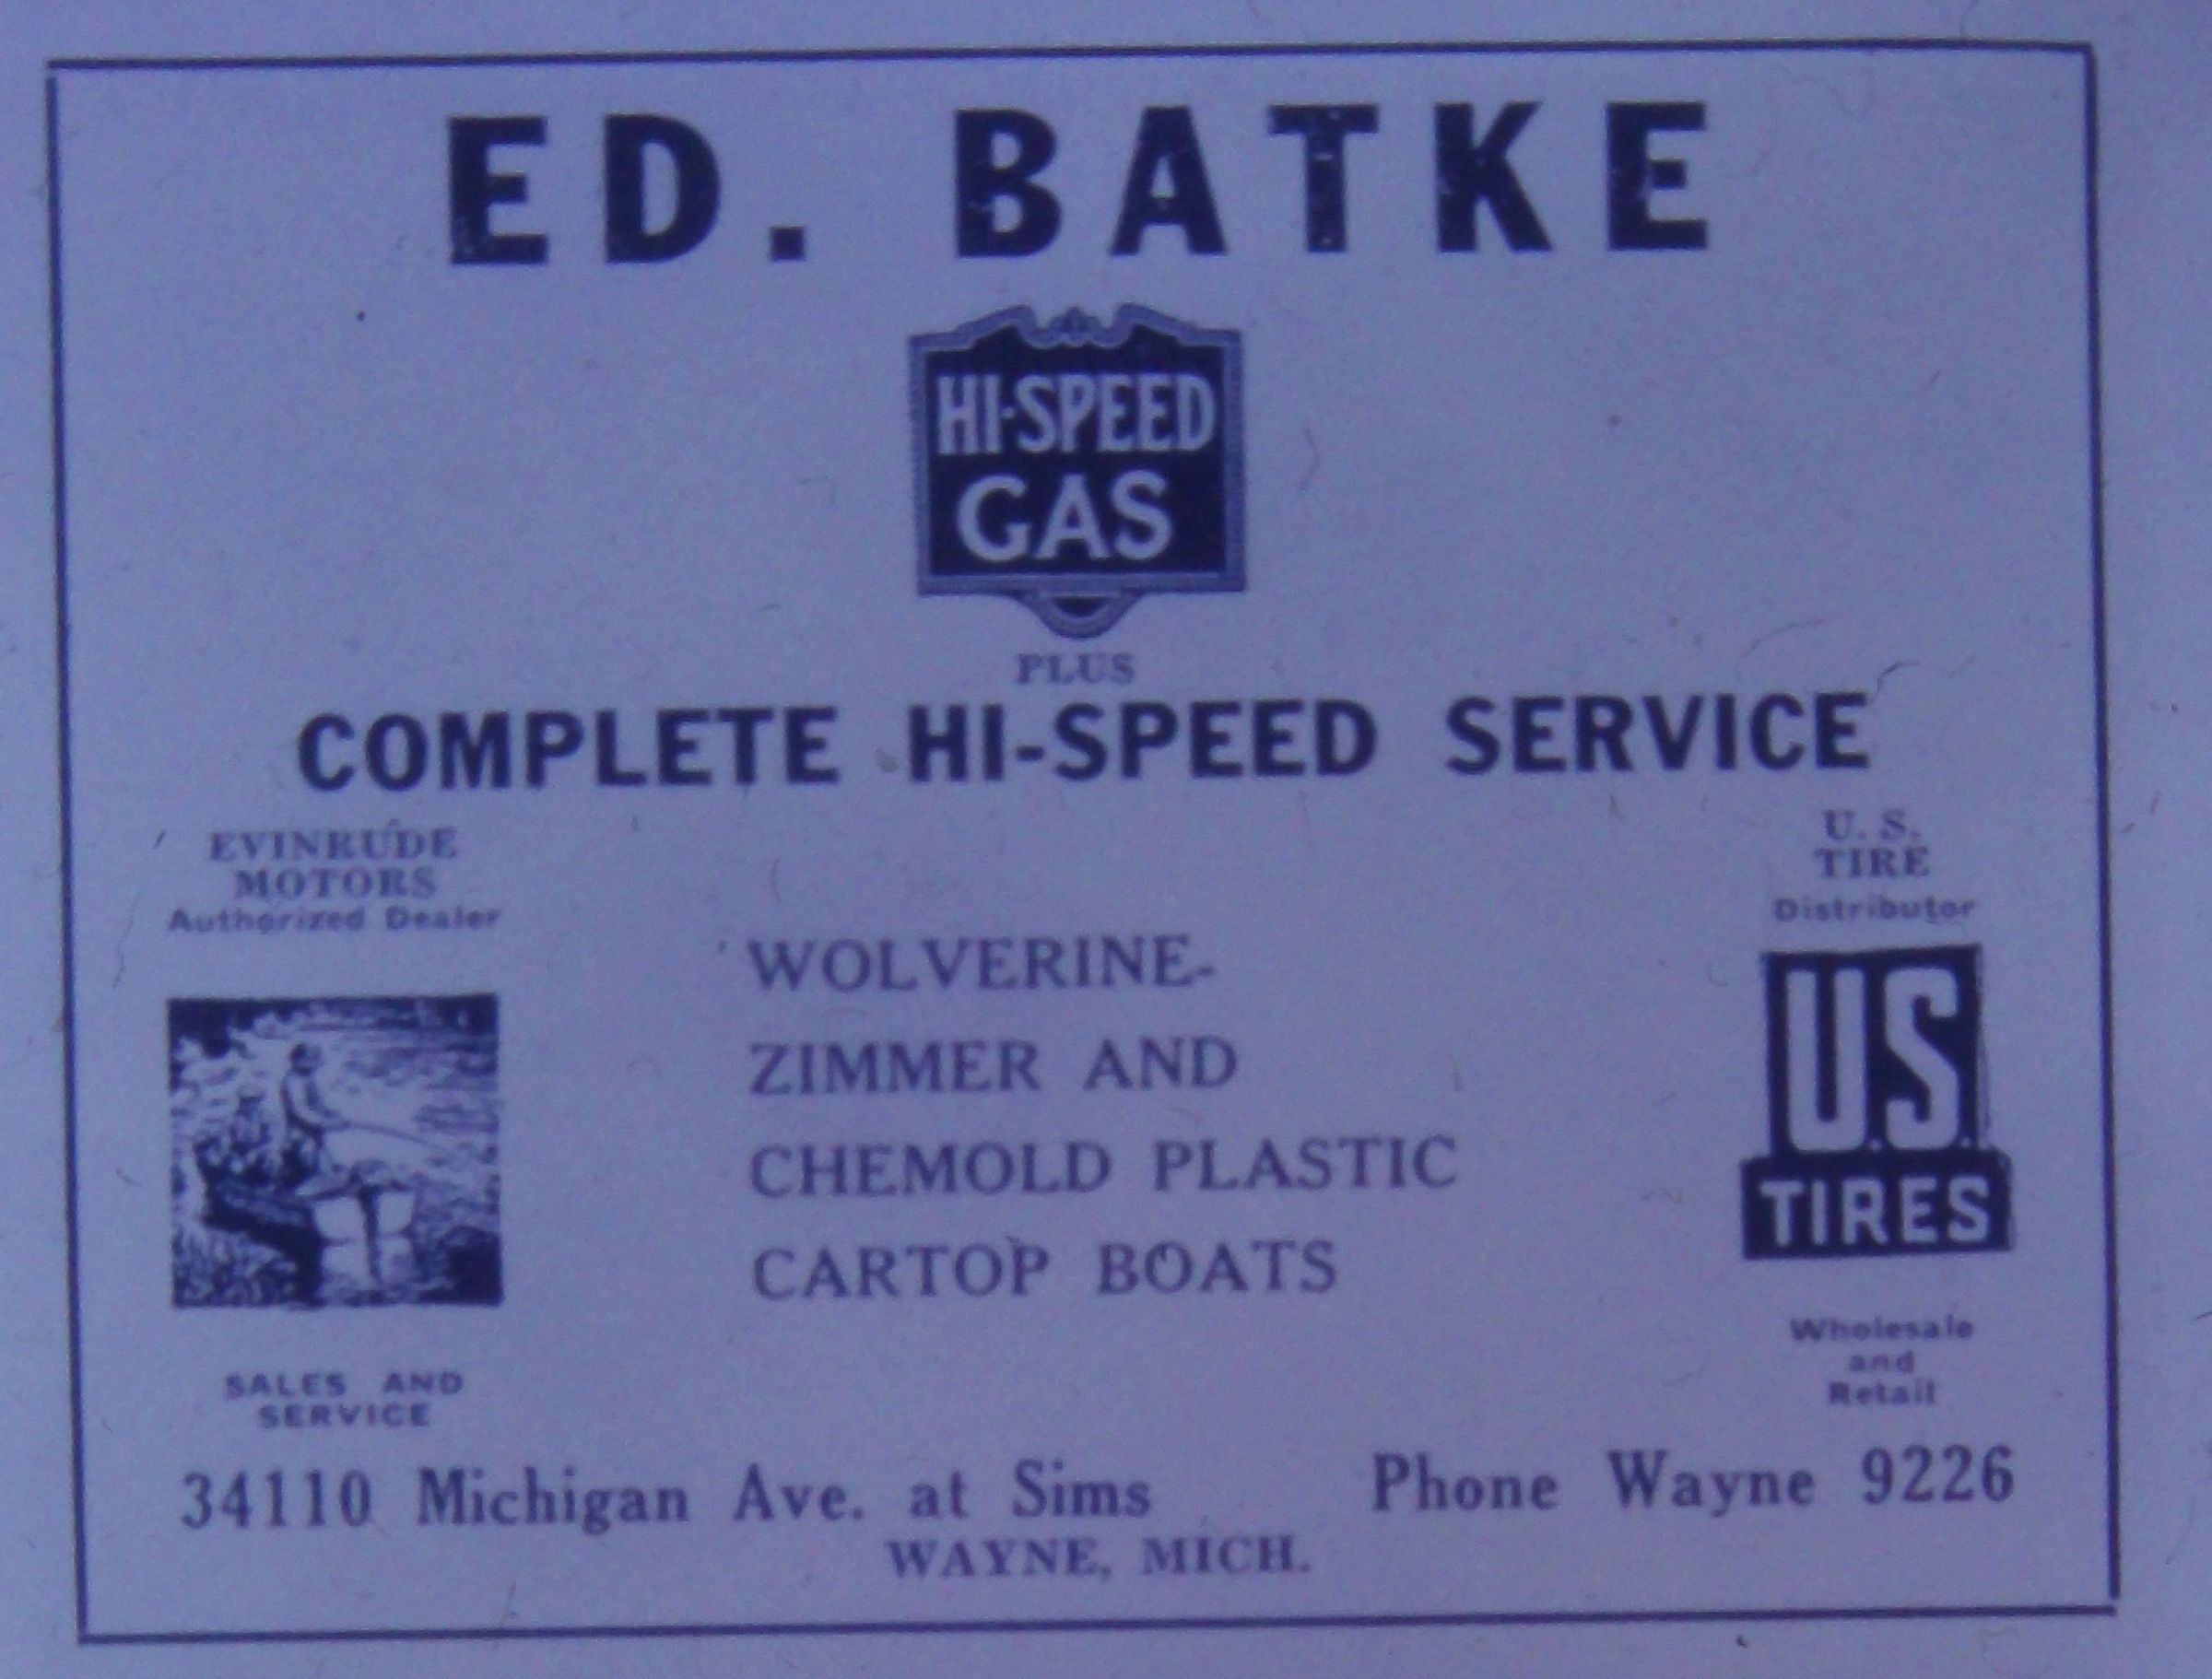 ED. BATKE
HI-SPEED
GAS
PLUS
COMPLETE HI-SPEED SERVICE
EVINRUDE
MOTORS
Authorized Dealer
SALES AND
SERVICE
WOLVERINE-
ZIMMER AND
CHEMOLD PLASTIC
CARTOP BOATS
U. S.
TIRE
Distributor
U.S.
TIRES
Wholesale
and
Retail
34110 Michigan Ave. at Sims
Phone Wayne 9226
WAYNE, MICH.